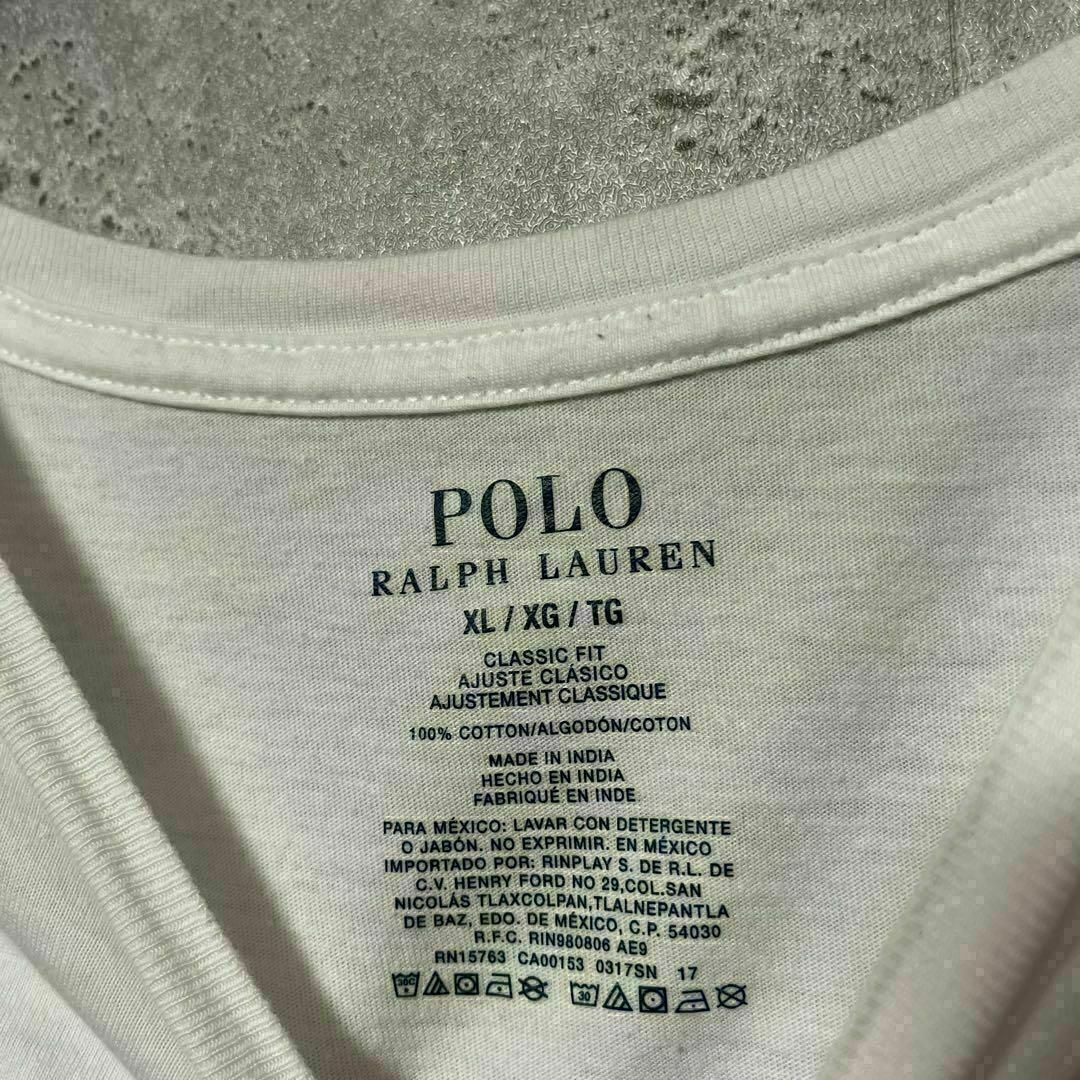 POLO
RALPH LAUREN
XL / XG / TG
CLASSIC FIT
AJUSTE CLÁSICO
AJUSTEMENT CLASSIQUE
100% COTTON/ALGODÓN/COTON
MADE IN INDIA
HECHO EN INDIA
FABRIQUÉ EN INDE
PARA MÉXICO: LAVAR CON DETERGENTE
O JABÓN. NO EXPRIMIR. EN MÉXICO
IMPORTADO POR: RINPLAY S. DE R.L. DE
C.V. HENRY FORD NO 29,COL.SAN
NICOLÁS TLAXCOLPAN,TLALNEPANTLA
DE BAZ, EDO. DE MÉXICO, C.P. 54030
R.F.C. RIN980806 AE9
RN15763 CA00153 0317SN 17
30C 30